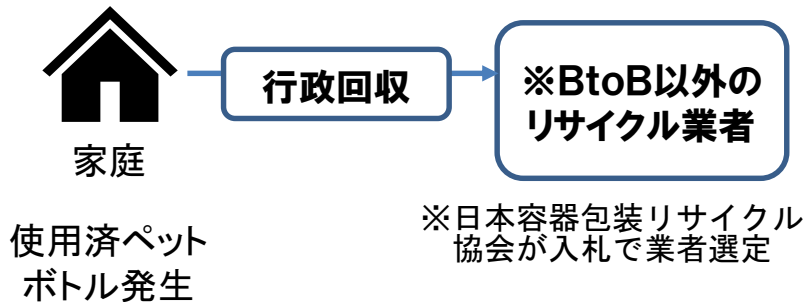 家庭
使用済ペット
ボトル発生
行政回収
※BtoB以外の
リサイクル業者
※日本容器包装リサイクル
協会が入札で業者選定